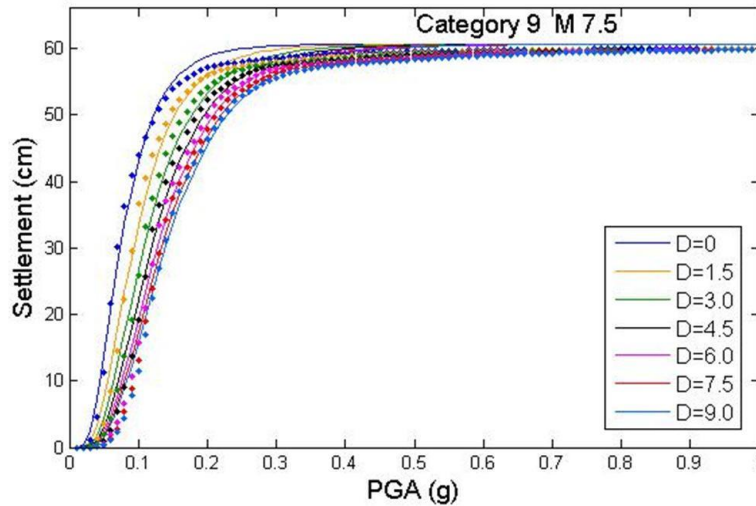 Category 9 M 7.5
60
50
40
30
20
10
0
Settlement (cm)
D=0
D=1.5
D=3.0
D=4.5
D=6.0
D=7.5
D=9.0
0 0.1 0.2 0.3 0.4 0.5 0.6 0.7 0.8 0.9
PGA (g)